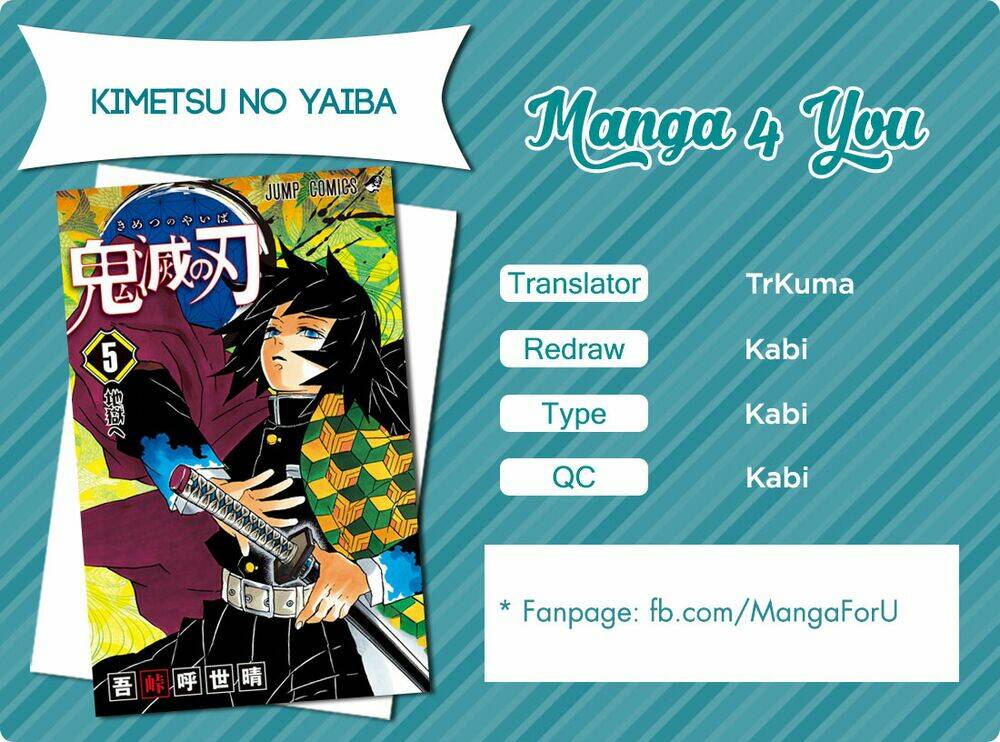 KIMETSU NO YAIBA
JUMP COMICS
きめつのやいば
鬼滅の刃
5
地獄へ
吾峠呼世晴
Manga 4 You
Translator TrKuma
Redraw Kabi
Type Kabi
QC Kabi
* Fanpage: fb.com/MangaForU